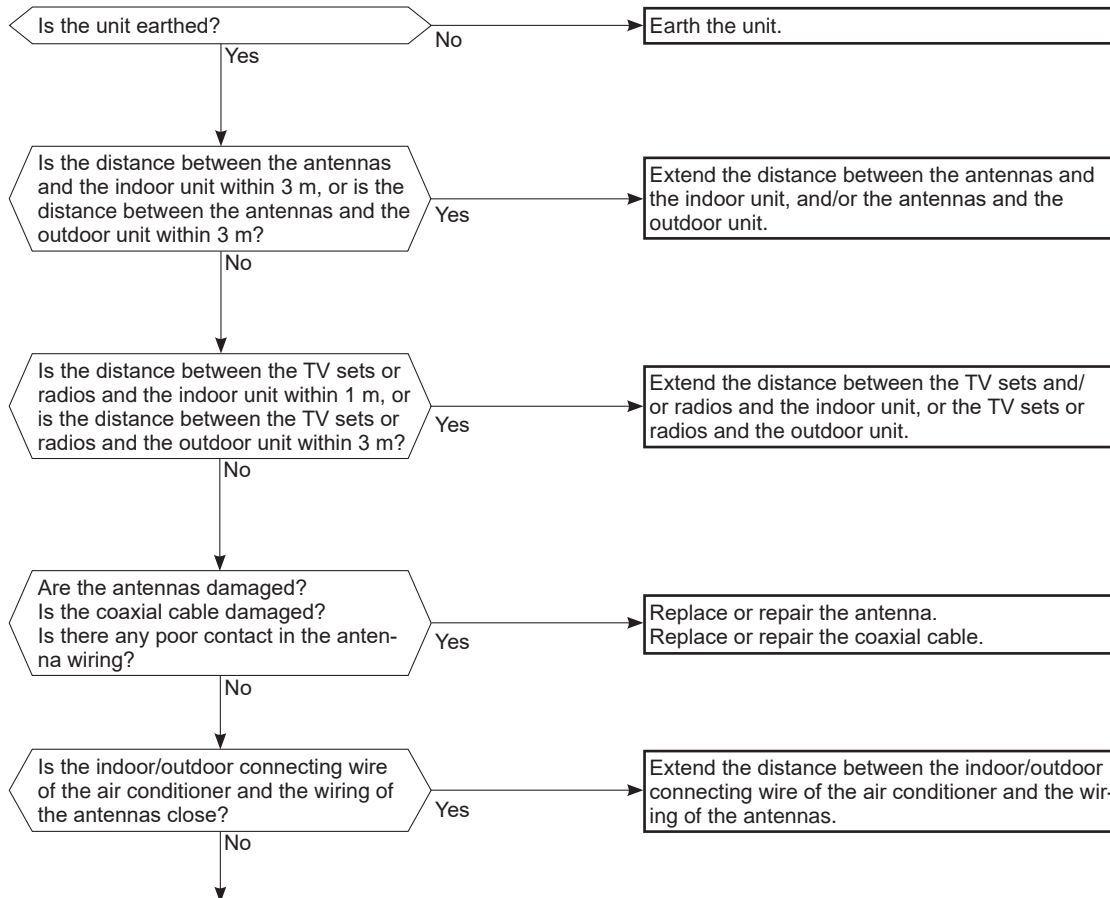 Is the unit earthed?
No
Earth the unit.
Yes
Is the distance between the antennas
and the indoor unit within 3 m, or is the
distance between the antennas and the
outdoor unit within 3 m?
Yes
Extend the distance between the antennas and
the indoor unit, and/or the antennas and the
outdoor unit.
No
Is the distance between the TV sets or
radios and the indoor unit within 1 m, or
is the distance between the TV sets or
radios and the outdoor unit within 3 m?
Yes
Extend the distance between the TV sets and/
or radios and the indoor unit, or the TV sets or
radios and the outdoor unit.
No
Are the antennas damaged?
Is the coaxial cable damaged?
Is there any poor contact in the anten-
na wiring?
Yes
Replace or repair the antenna.
Replace or repair the coaxial cable.
No
Is the indoor/outdoor connecting wire
of the air conditioner and the wiring of
the antennas close?
Yes
Extend the distance between the indoor/outdoor
connecting wire of the air conditioner and the wir-
ing of the antennas.
No